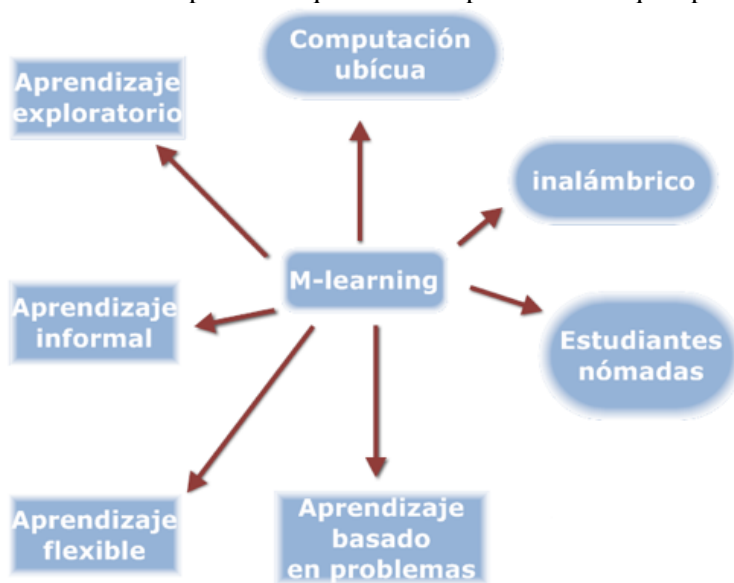 Computación
ubícua
Aprendizaje
exploratorio
inalámbrico
M-learning
Aprendizaje
informal
Estudiantes
nómadas
Aprendizaje
flexible
Aprendizaje
basado
en problemas